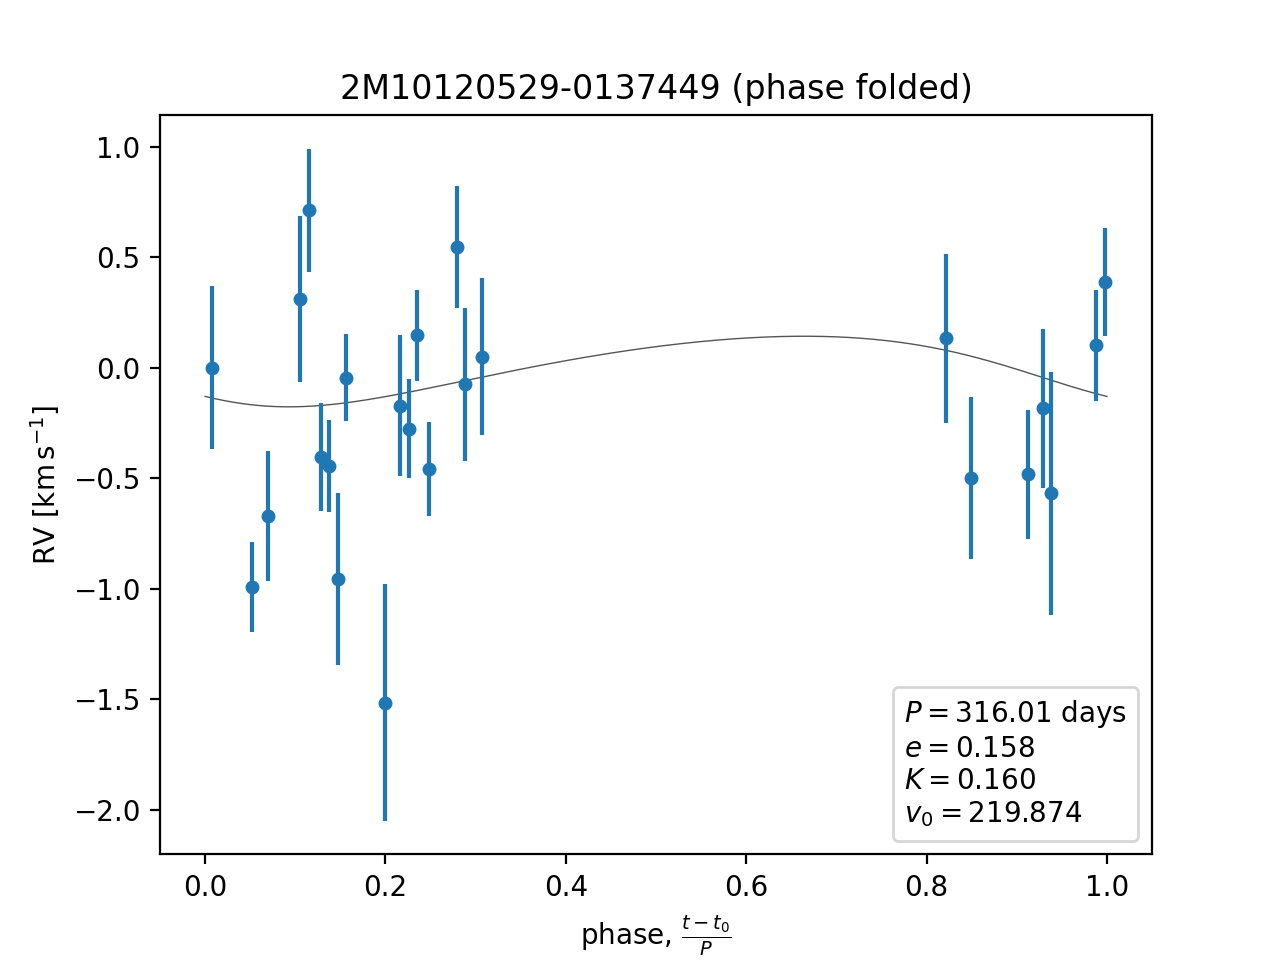 2M10120529-0137449 (phase folded)
RV [km s⁻¹]
1.0
0.5
0.0
−0.5
−1.0
−1.5
−2.0
P = 316.01 days
e = 0.158
K = 0.160
v₀ = 219.874
0.0 0.2 0.4 0.6 0.8 1.0
phase, (t − t₀)/P